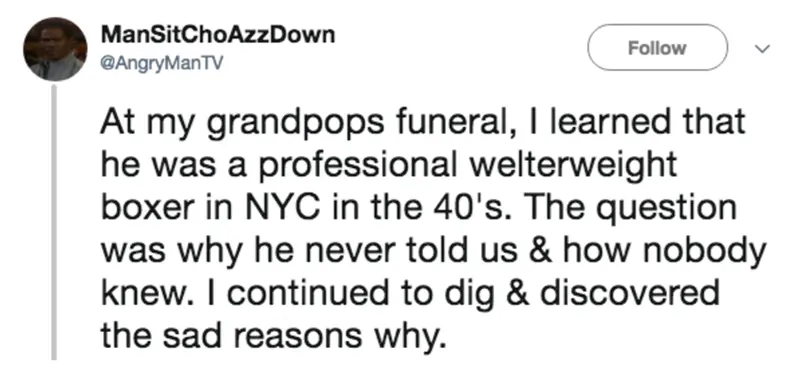 ManSitChoAzzDown
@AngryManTV
Follow
At my grandpops funeral, I learned that
he was a professional welterweight
boxer in NYC in the 40's. The question
was why he never told us & how nobody
knew. I continued to dig & discovered
the sad reasons why.